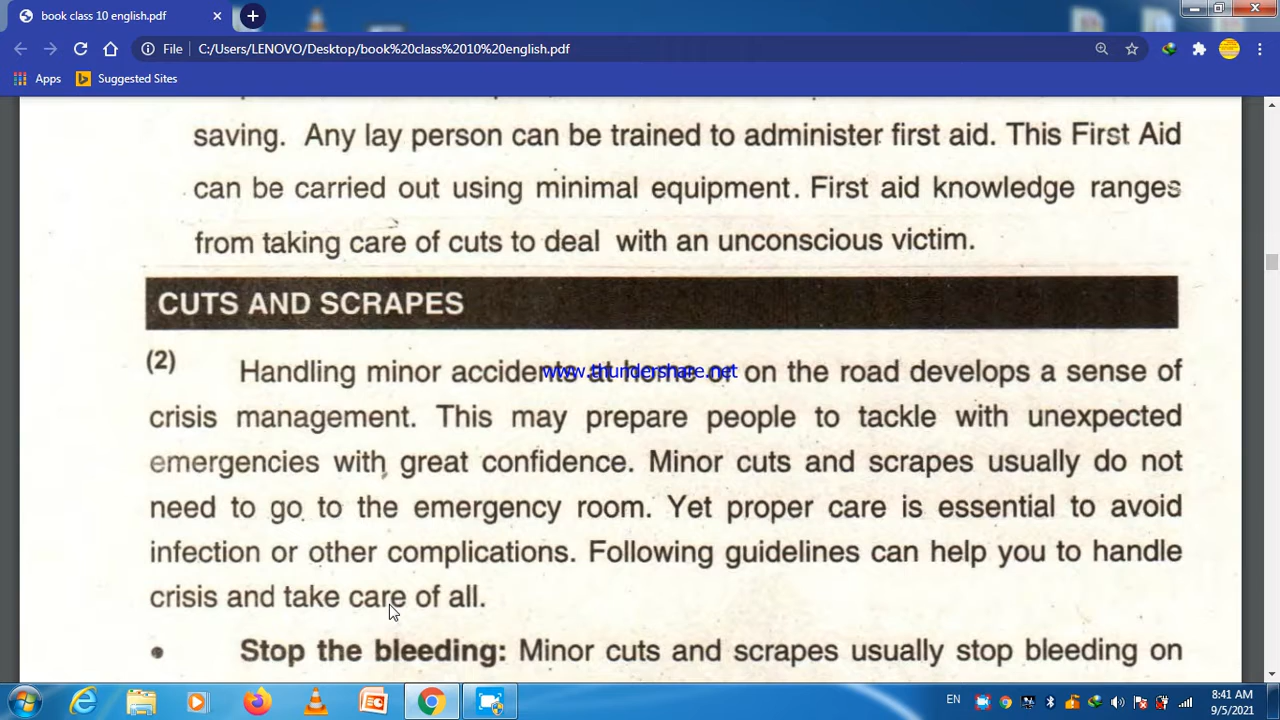 book class 10 english.pdf
File C:/Users/LENOVO/Desktop/book%20class%2010%20english.pdf
Apps Suggested Sites
saving. Any lay person can be trained to administer first aid. This First Aid
can be carried out using minimal equipment. First aid knowledge ranges
from taking care of cuts to deal with an unconscious victim.
CUTS AND SCRAPES
(2) Handling minor accidents at home or on the road develops a sense of
www.thundershare.net
crisis management. This may prepare people to tackle with unexpected
emergencies with great confidence. Minor cuts and scrapes usually do not
need to go to the emergency room. Yet proper care is essential to avoid
infection or other complications. Following guidelines can help you to handle
crisis and take care of all.
• Stop the bleeding: Minor cuts and scrapes usually stop bleeding on
EN
8:41 AM
9/5/2021